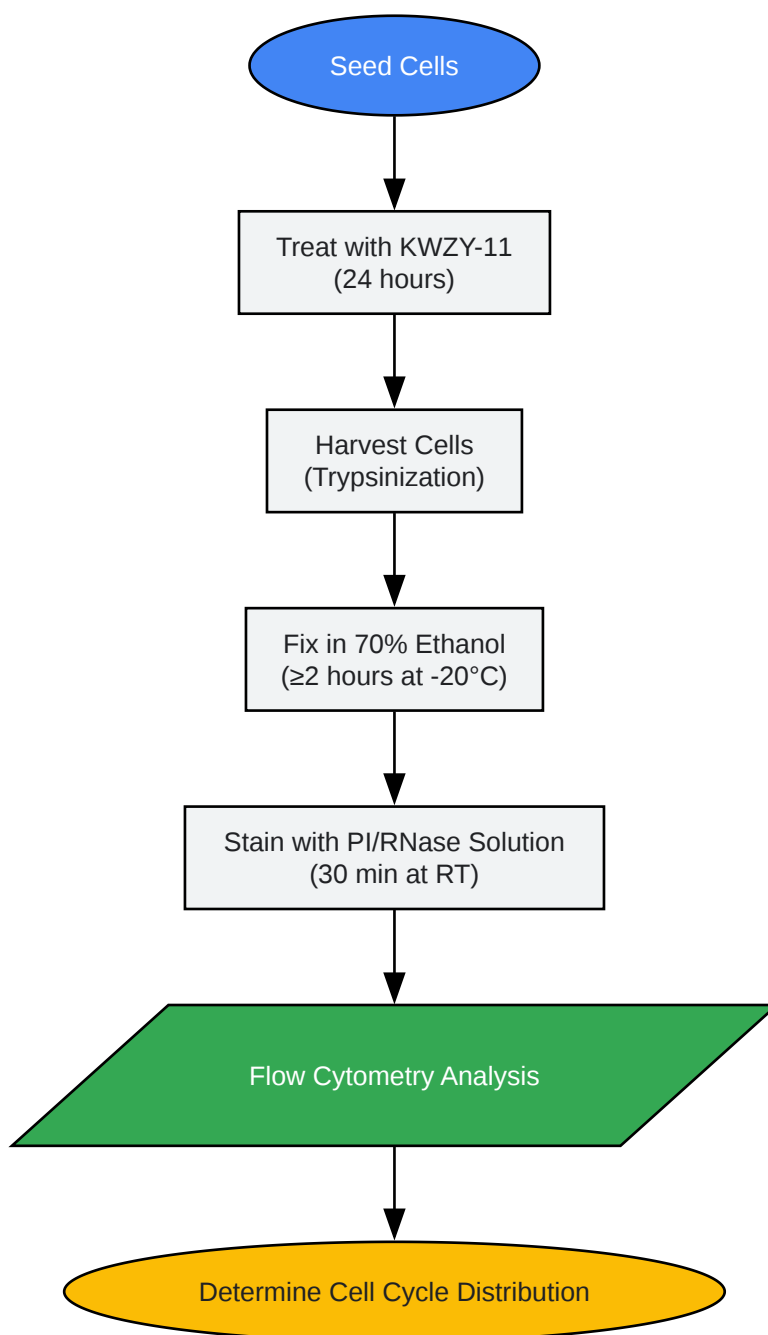 Seed Cells
Treat with KWZY-11
(24 hours)
Harvest Cells
(Trypsinization)
Fix in 70% Ethanol
(≥2 hours at -20°C)
Stain with PI/RNase Solution
(30 min at RT)
Flow Cytometry Analysis
Determine Cell Cycle Distribution